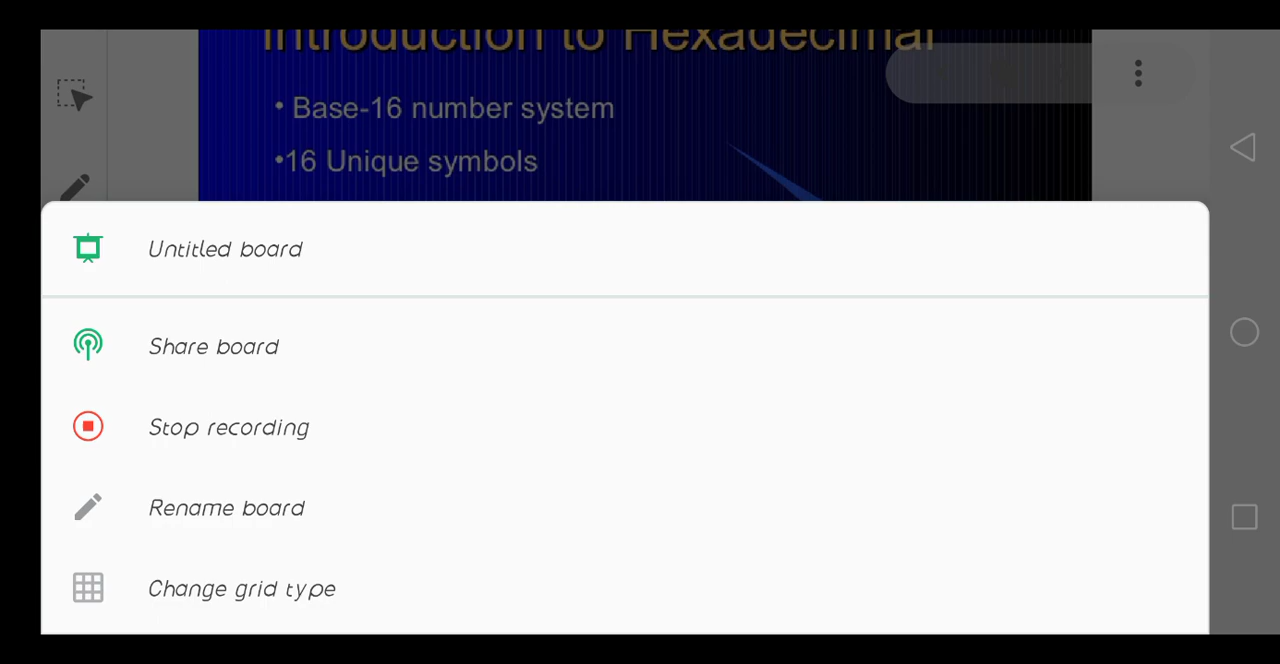 Introduction to Hexadecimal
• Base-16 number system
•16 Unique symbols
Untitled board
Share board
Stop recording
Rename board
Change grid type